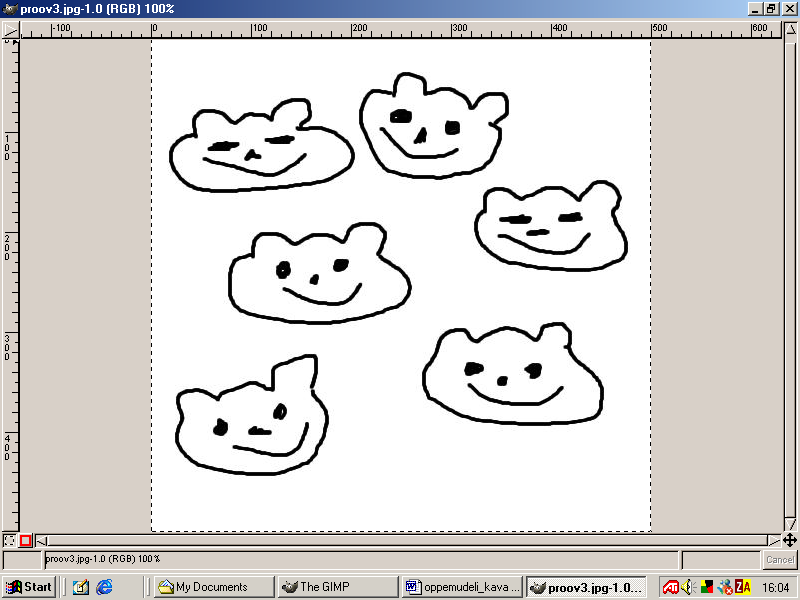 proov3.jpg-1.0 (RGB) 100%
-100 0 100 200 300 400 500 600
0
100
200
300
400
proov3.jpg-1.0 (RGB) 100%
Cancel
Start My Documents The GIMP oppemudeli_kava ... proov3.jpg-1.0... 16:04